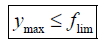 y_max ≤ f_lim